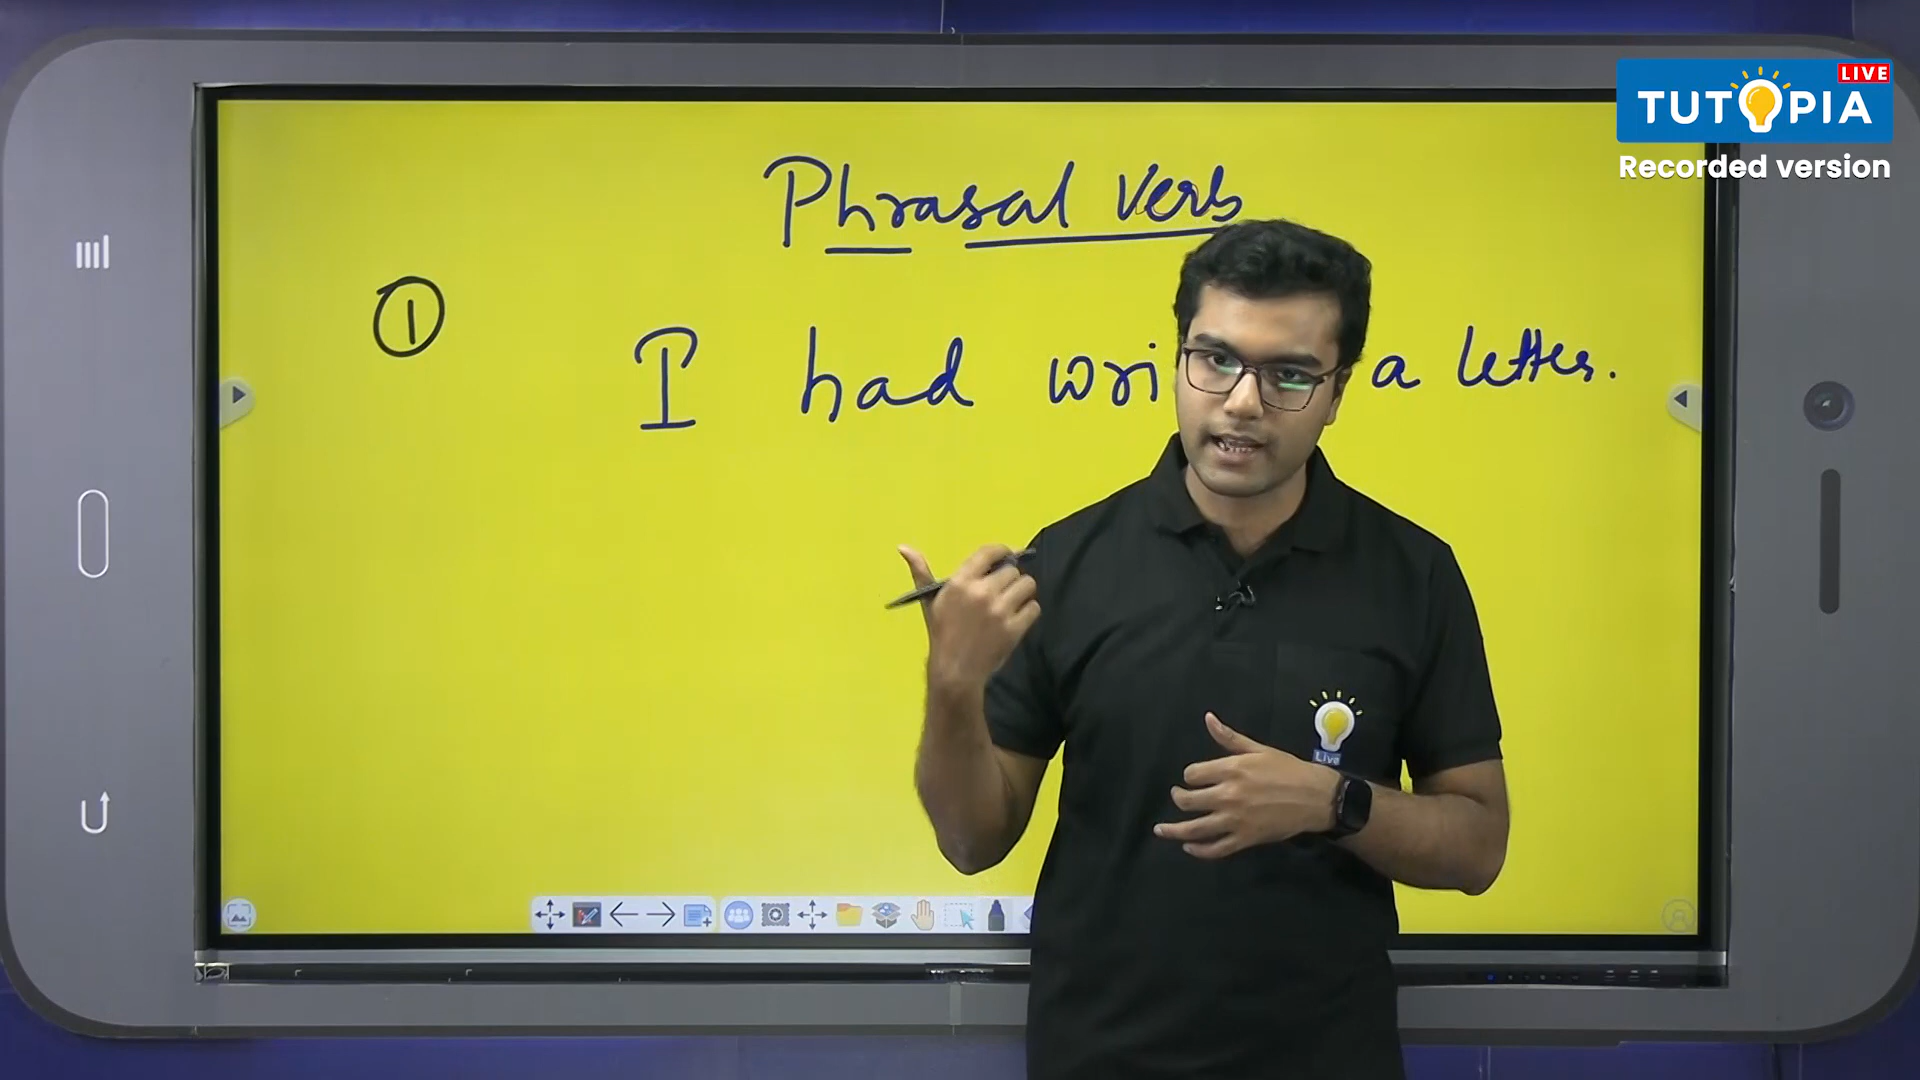 LIVE
TUTOPIA
Recorded version
Phrasal Verb
1
I had wri a letter.
Live